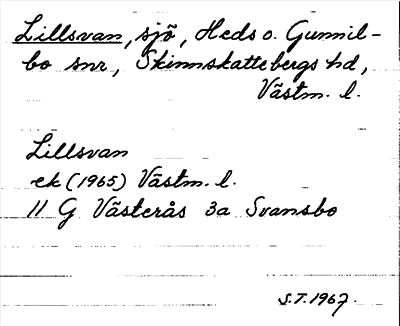 Lillsvan, sjö, Heds o. Gunnil-
bo snr, Skinnskattebergs hd,
Västm. l.
Lillsvan
ek (1965) Västm. l.
11 G Västerås 3a Svansbo
S.T. 1967.